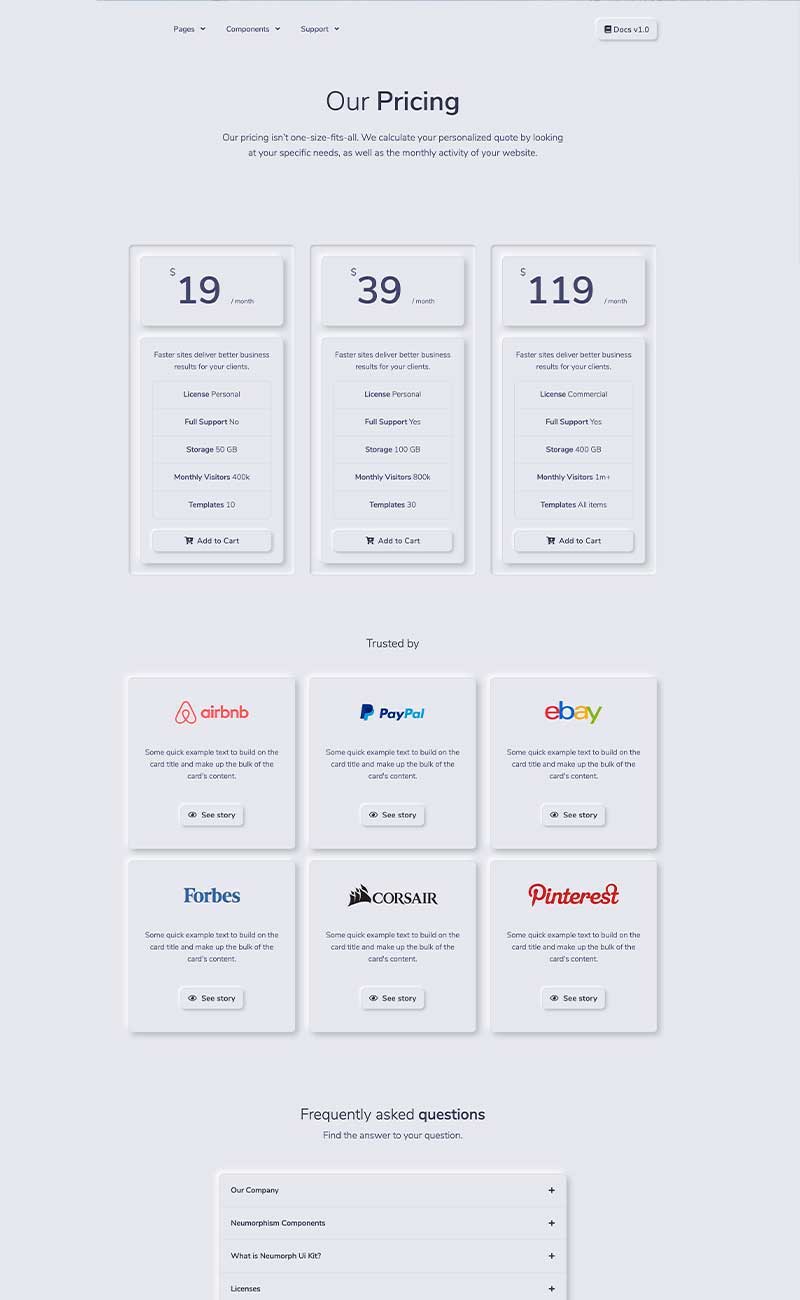 Pages Components Support Docs v1.0
Our Pricing
Our pricing isn't one-size-fits-all. We calculate your personalized quote by looking
at your specific needs, as well as the monthly activity of your website.
$ 19 / month
Faster sites deliver better business
results for your clients.
License Personal
Full Support No
Storage 50 GB
Monthly Visitors 400k
Templates 10
Add to Cart
$ 39 / month
Faster sites deliver better business
results for your clients.
License Personal
Full Support Yes
Storage 100 GB
Monthly Visitors 800k
Templates 30
Add to Cart
$ 119 / month
Faster sites deliver better business
results for your clients.
License Commercial
Full Support Yes
Storage 400 GB
Monthly Visitors 1m+
Templates All items
Add to Cart
Trusted by
airbnb
Some quick example text to build on the
card title and make up the bulk of the
card's content.
See story
PayPal
Some quick example text to build on the
card title and make up the bulk of the
card's content.
See story
ebay
Some quick example text to build on the
card title and make up the bulk of the
card's content.
See story
Forbes
Some quick example text to build on the
card title and make up the bulk of the
card's content.
See story
CORSAIR
Some quick example text to build on the
card title and make up the bulk of the
card's content.
See story
Pinterest
Some quick example text to build on the
card title and make up the bulk of the
card's content.
See story
Frequently asked questions
Find the answer to your question.
Our Company +
Neumorphism Components +
What is Neumorph Ui Kit? +
Licenses +